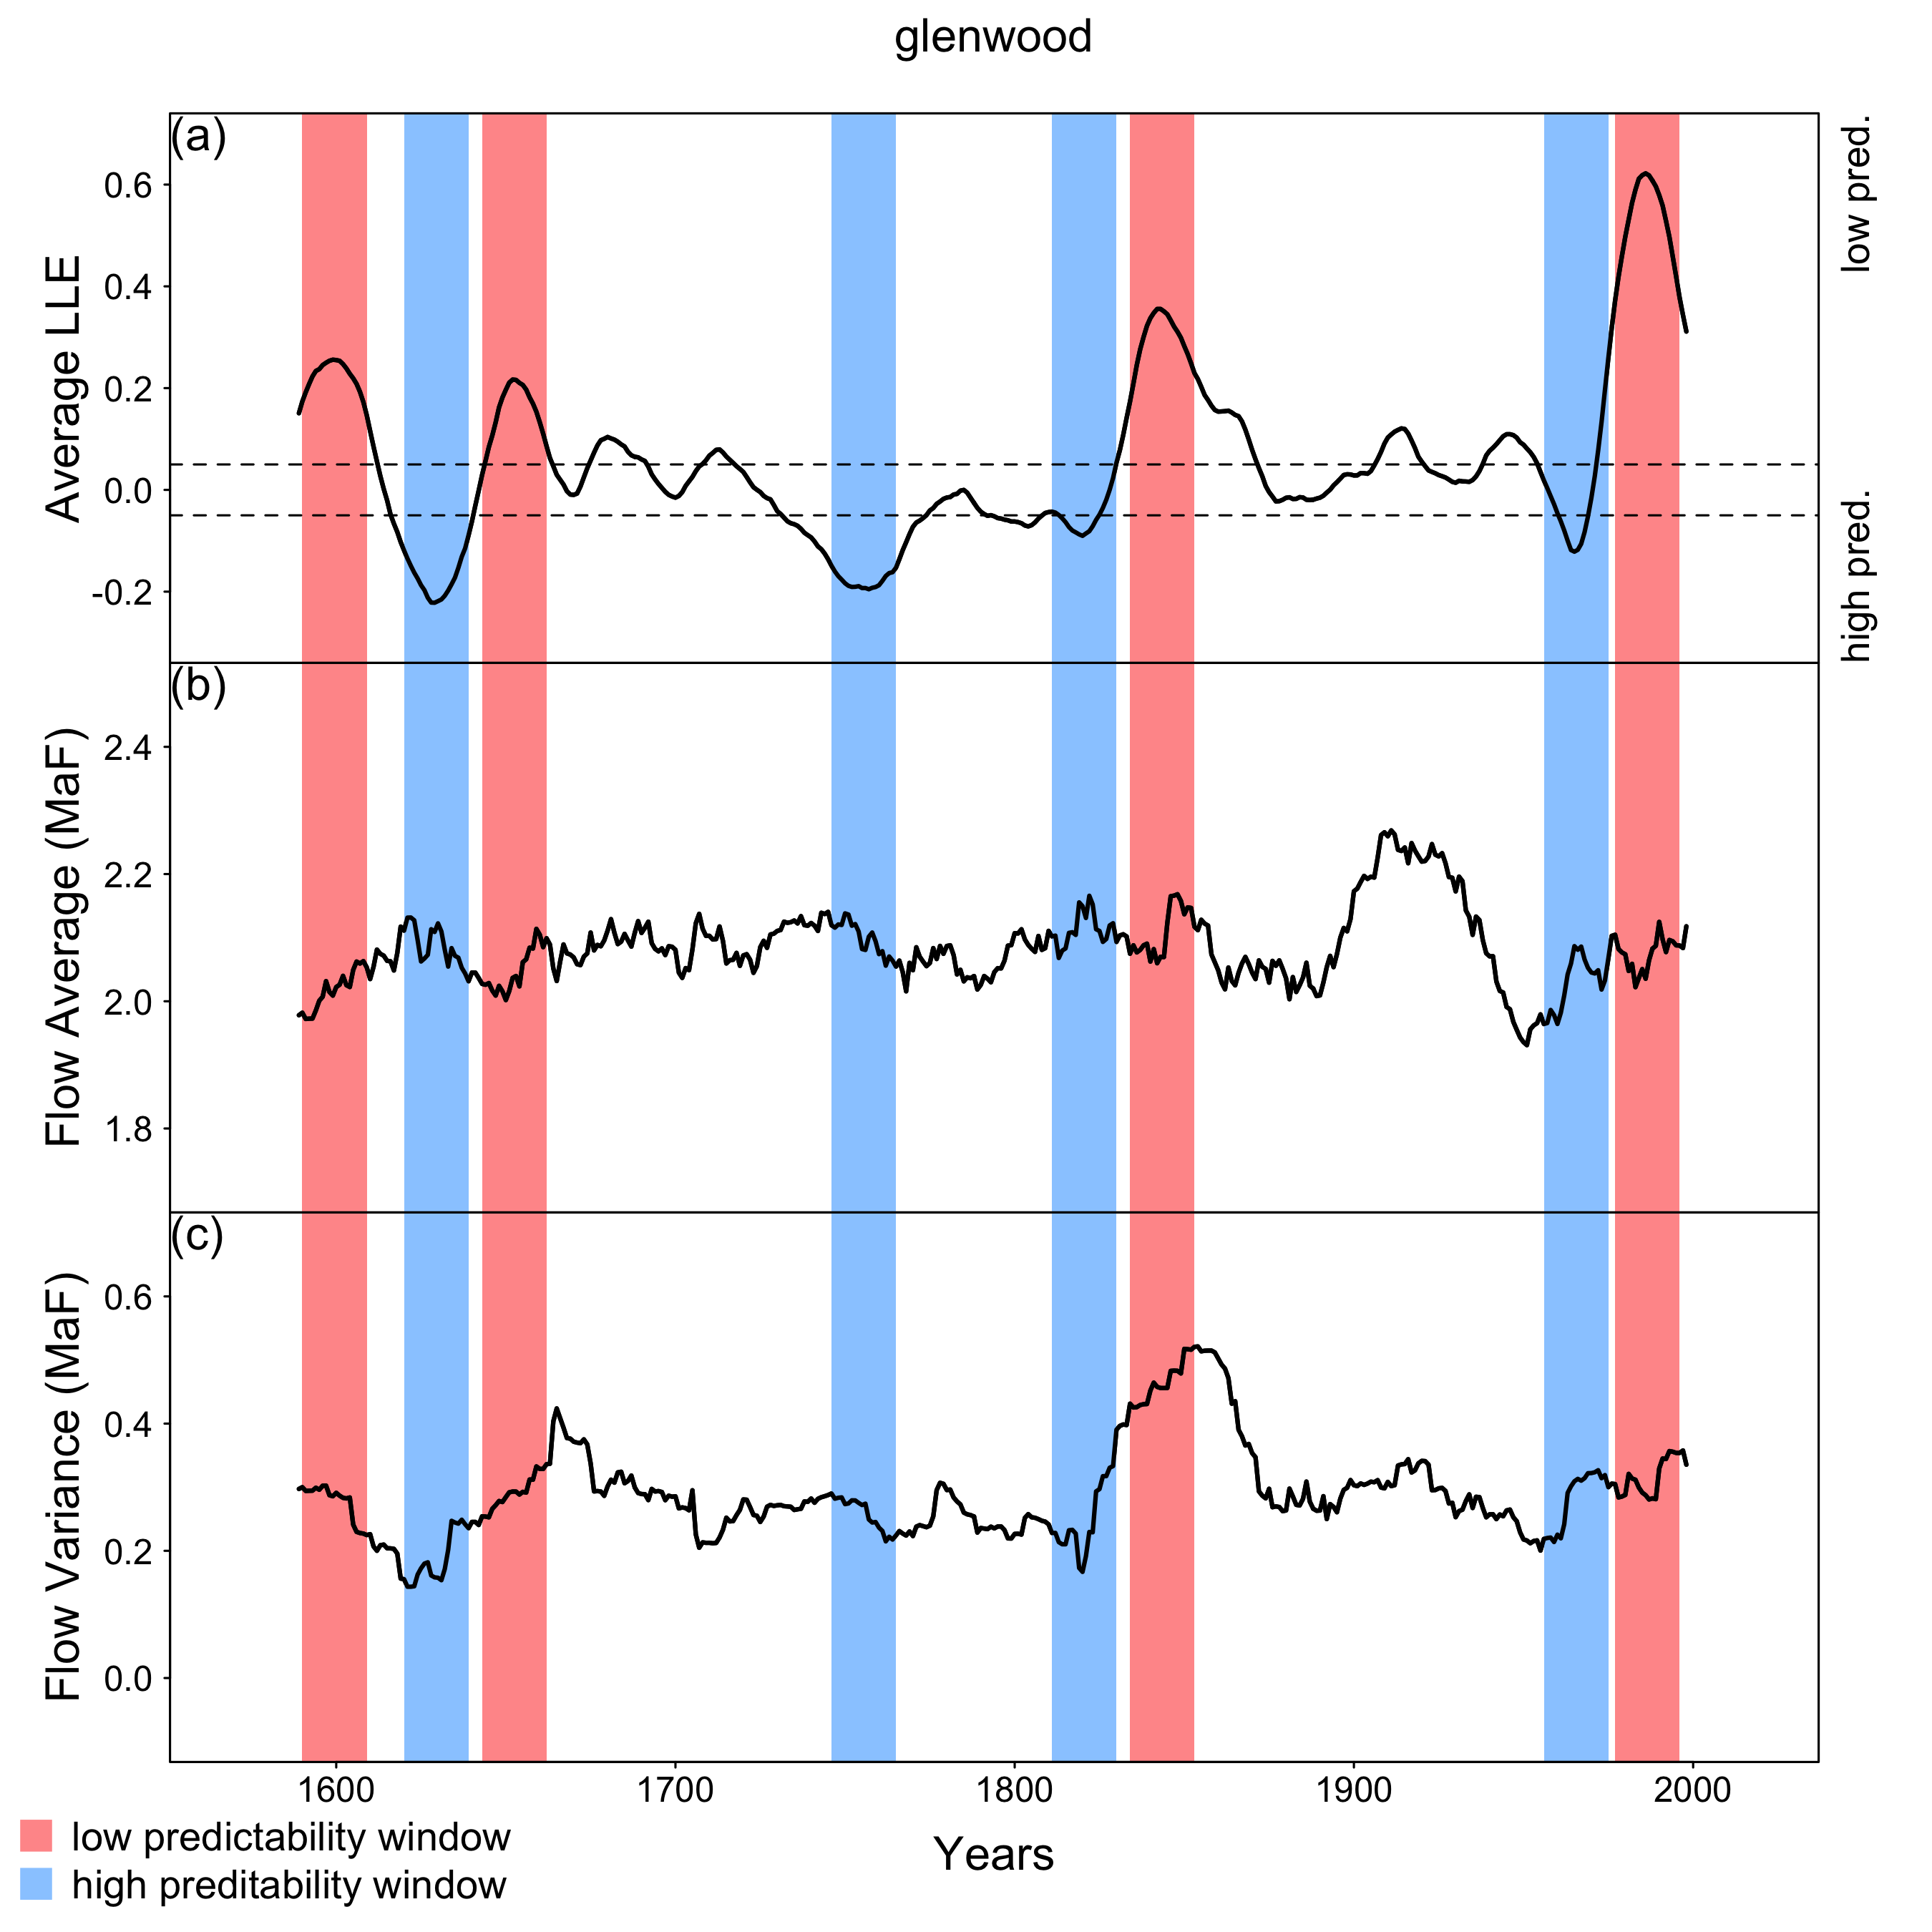 glenwood
(a)
Average LLE
0.6
0.4
0.2
0.0
-0.2
low pred.
high pred.
(b)
Flow Average (MaF)
2.4
2.2
2.0
1.8
(c)
Flow Variance (MaF)
0.6
0.4
0.2
0.0
1600 1700 1800 1900 2000
Years
low predictability window
high preditability window